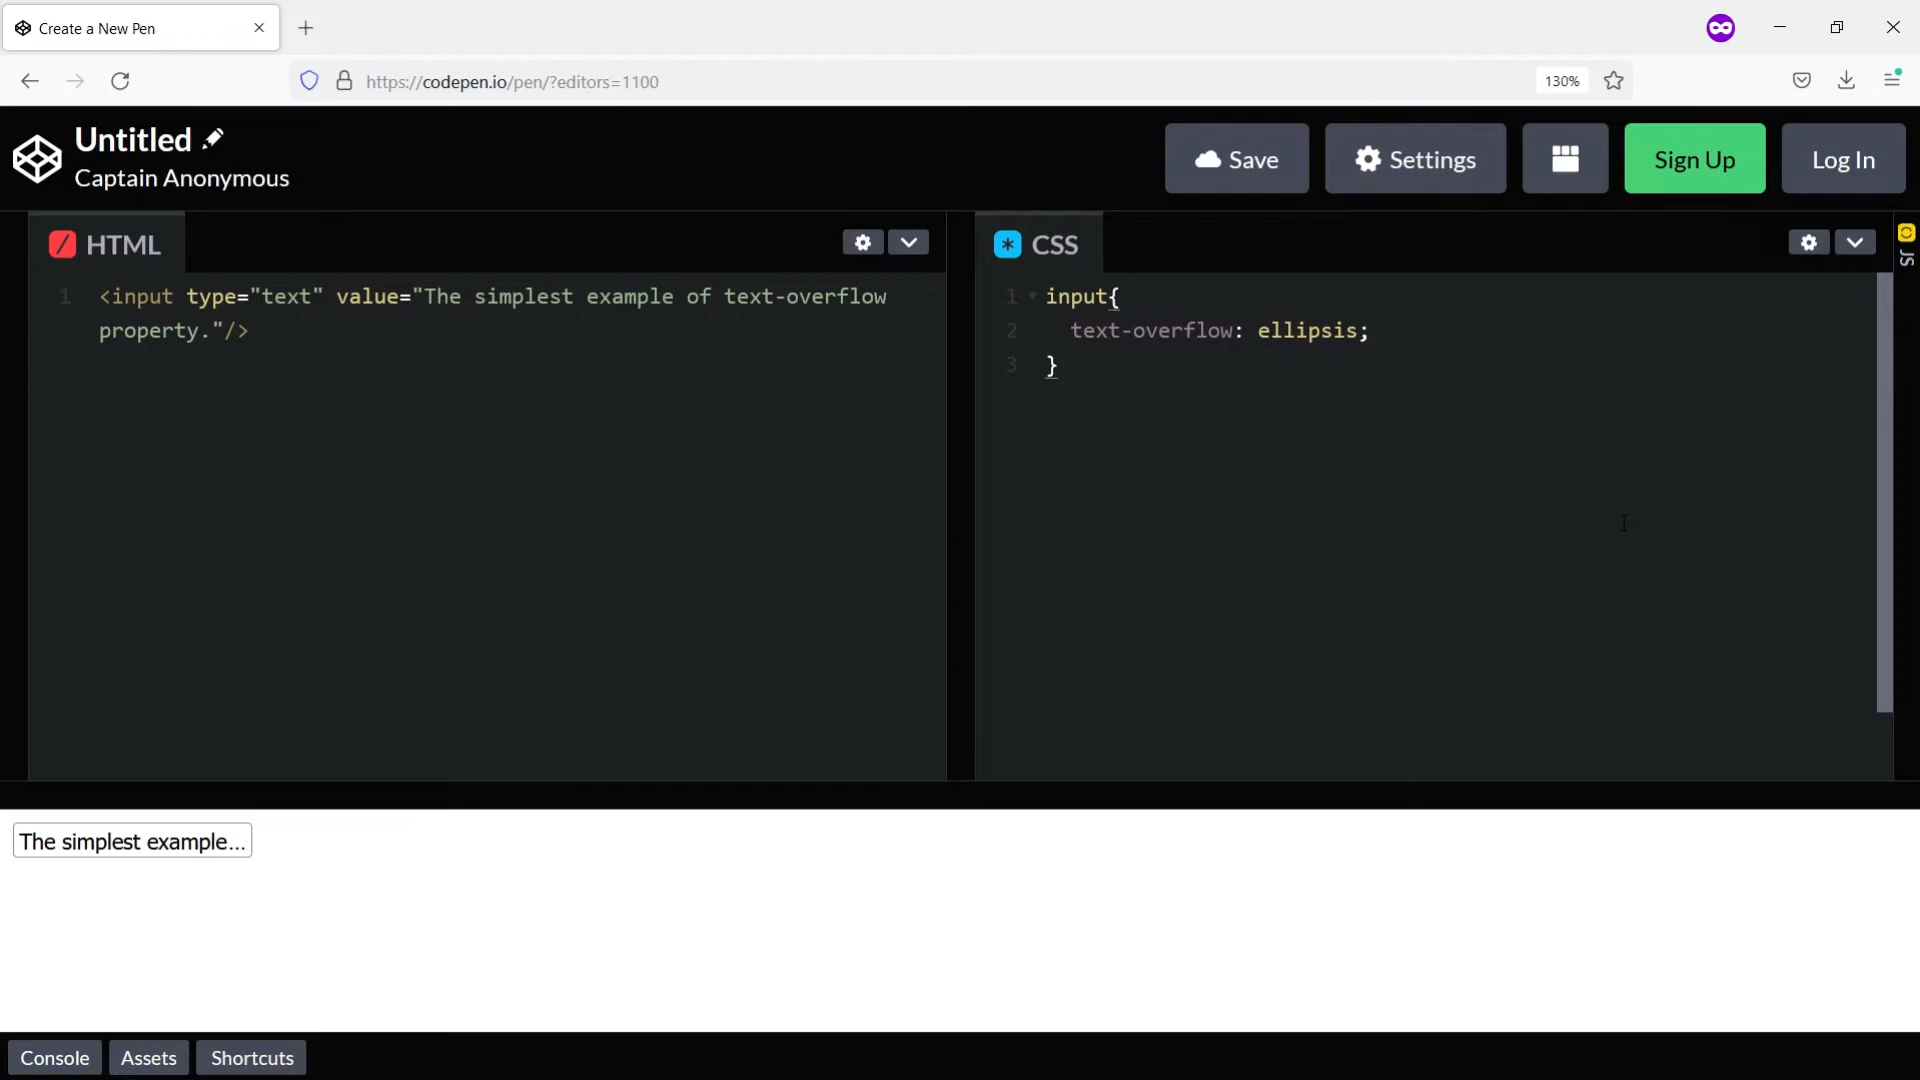 Create a New Pen
https://codepen.io/pen/?editors=1100
130%
Untitled
Captain Anonymous
Save
Settings
Sign Up
Log In
HTML
1 <input type="text" value="The simplest example of text-overflow
property."/>
CSS
1 input{
2 text-overflow: ellipsis;
3 }
JS
The simplest example...
Console
Assets
Shortcuts